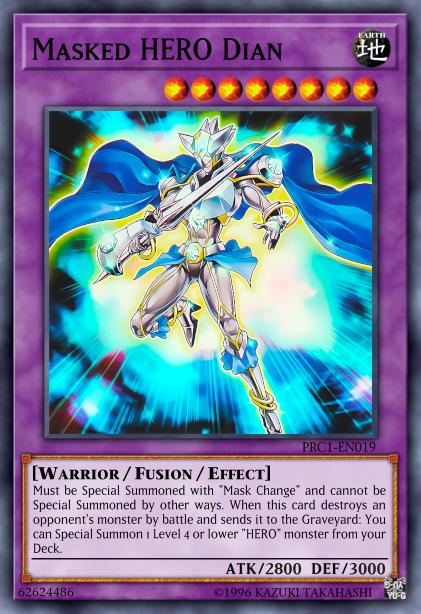 Masked HERO Dian
EARTH
地
PRC1-EN019
[Warrior / Fusion / Effect]
Must be Special Summoned with "Mask Change" and cannot be
Special Summoned by other ways. When this card destroys an
opponent's monster by battle and sends it to the Graveyard: You
can Special Summon 1 Level 4 or lower "HERO" monster from your
Deck.
ATK/2800 DEF/3000
62624486
©1996 KAZUKI TAKAHASHI